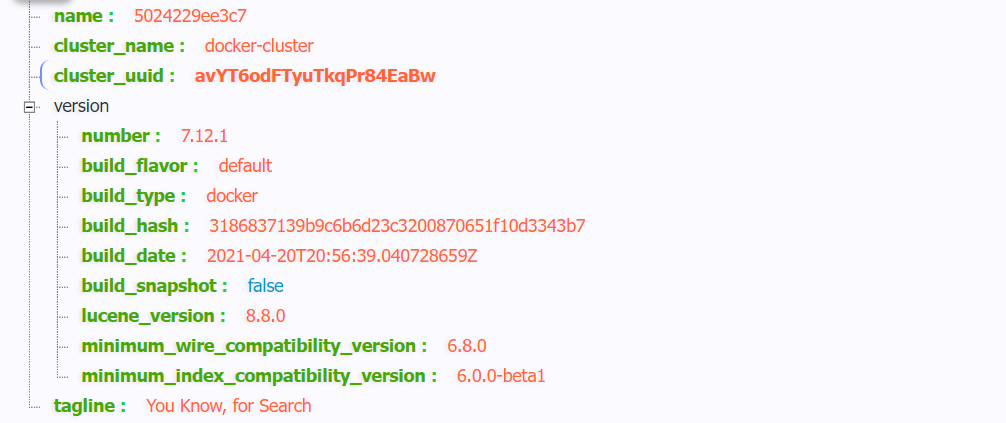 name : 5024229ee3c7
cluster_name : docker-cluster
cluster_uuid : avYT6odFTyuTkqPr84EaBw
version
number : 7.12.1
build_flavor : default
build_type : docker
build_hash : 3186837139b9c6b6d23c3200870651f10d3343b7
build_date : 2021-04-20T20:56:39.040728659Z
build_snapshot : false
lucene_version : 8.8.0
minimum_wire_compatibility_version : 6.8.0
minimum_index_compatibility_version : 6.0.0-beta1
tagline : You Know, for Search